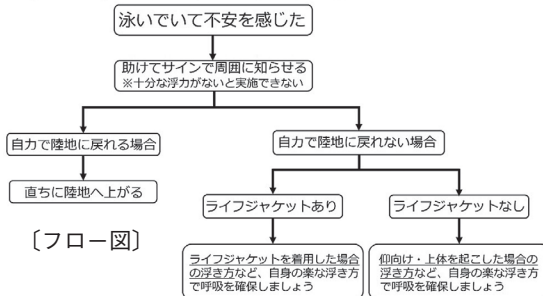 泳いでいて不安を感じた
助けてサインで周囲に知らせる
※十分な浮力がないと実施できない
自力で陸地に戻れる場合
自力で陸地に戻れない場合
直ちに陸地へ上がる
ライフジャケットあり
ライフジャケットなし
〔フロー図〕
ライフジャケットを着用した場合
の浮き方など、自身の楽な浮き方
で呼吸を確保しましょう
仰向け・上体を起こした場合の
浮き方など、自身の楽な浮き方
で呼吸を確保しましょう